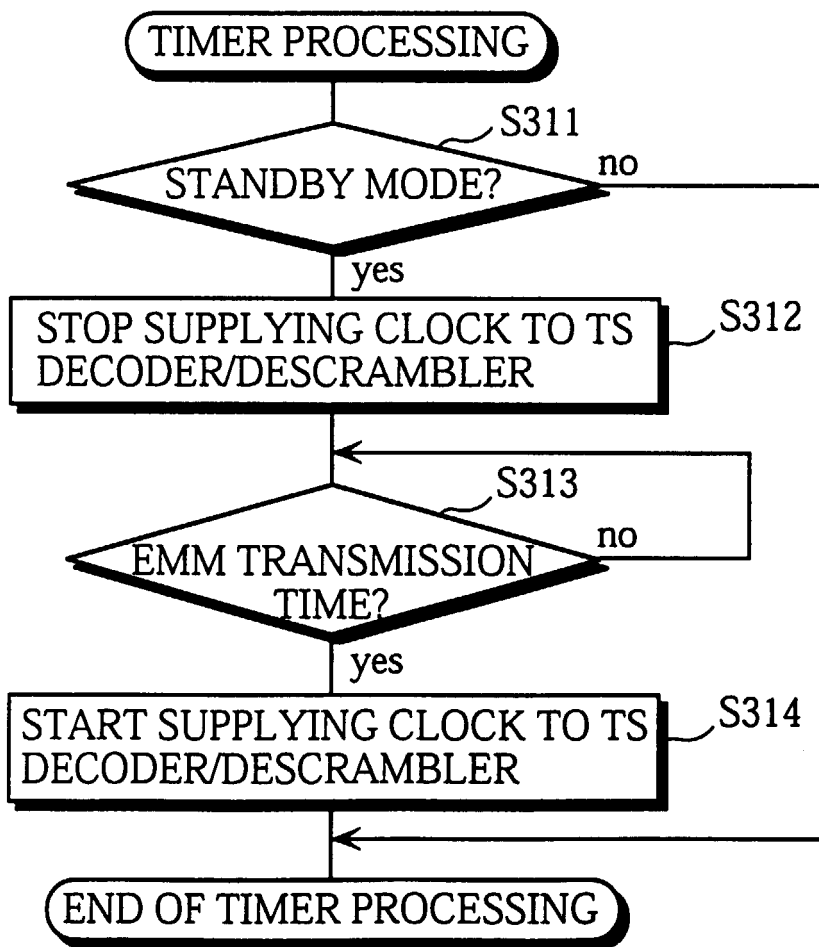 TIMER PROCESSING
S311
STANDBY MODE?
no
yes
STOP SUPPLYING CLOCK TO TS
DECODER/DESCRAMBLER
S312
S313
EMM TRANSMISSION
TIME?
no
yes
START SUPPLYING CLOCK TO TS
DECODER/DESCRAMBLER
S314
END OF TIMER PROCESSING